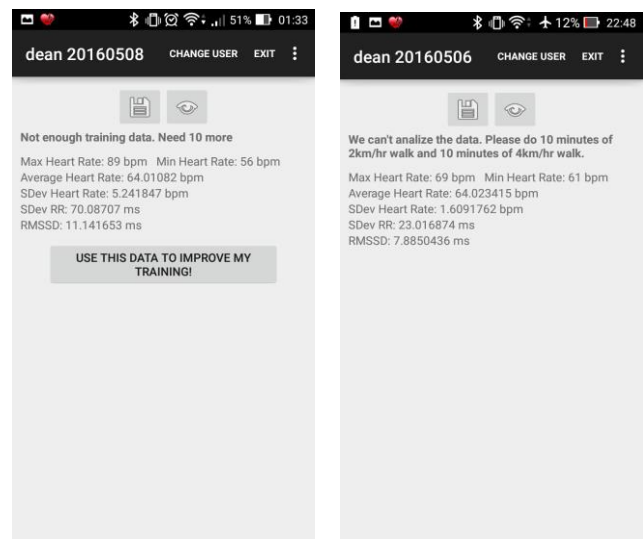 51% 01:33
dean 20160508 CHANGE USER EXIT
Not enough training data. Need 10 more
Max Heart Rate: 89 bpm Min Heart Rate: 56 bpm
Average Heart Rate: 64.01082 bpm
SDev Heart Rate: 5.241847 bpm
SDev RR: 70.08707 ms
RMSSD: 11.141653 ms
USE THIS DATA TO IMPROVE MY
TRAINING!
12% 22:48
dean 20160506 CHANGE USER EXIT
We can't analize the data. Please do 10 minutes of
2km/hr walk and 10 minutes of 4km/hr walk.
Max Heart Rate: 69 bpm Min Heart Rate: 61 bpm
Average Heart Rate: 64.023415 bpm
SDev Heart Rate: 1.6091762 bpm
SDev RR: 23.016874 ms
RMSSD: 7.8850436 ms